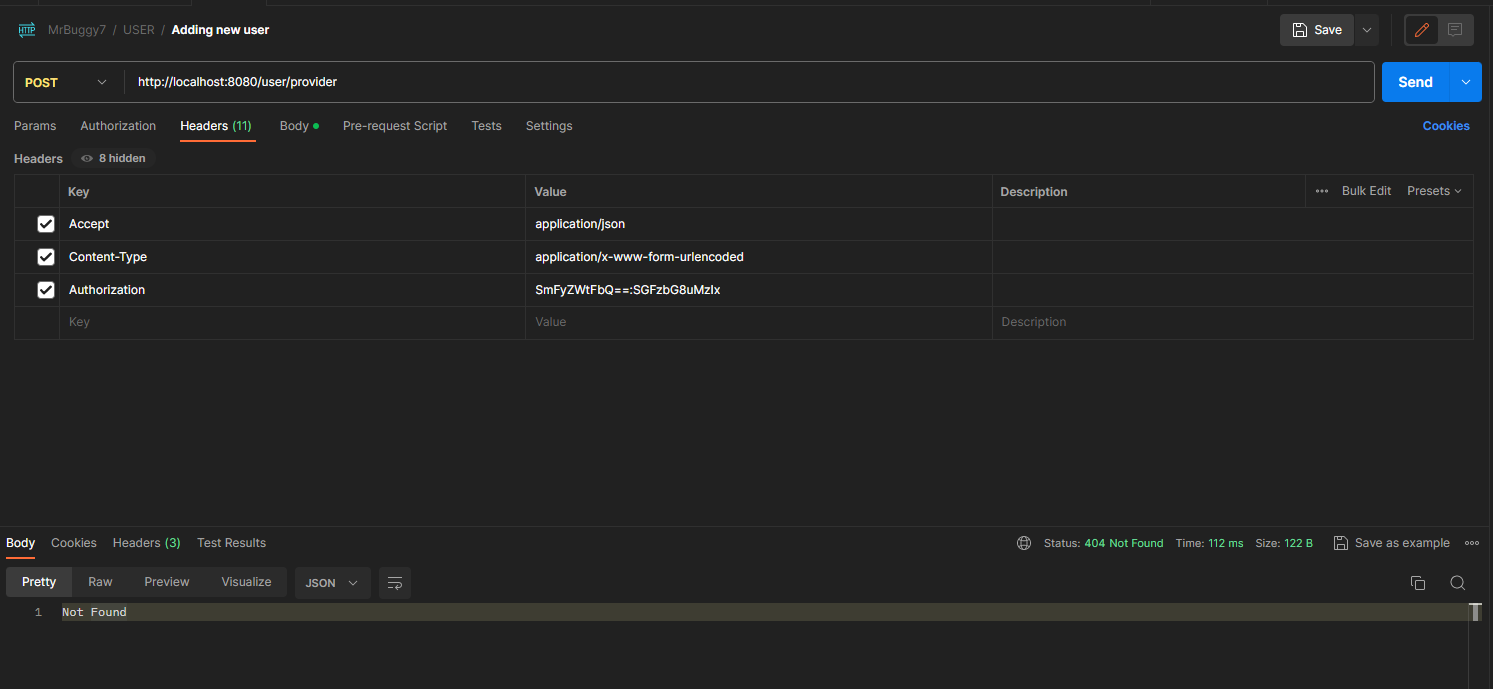 HTTP MrBuggy7 / USER / Adding new user Save
POST http://localhost:8080/user/provider Send
Params Authorization Headers (11) Body Pre-request Script Tests Settings Cookies
Headers 8 hidden
Key Value Description Bulk Edit Presets
Accept application/json
Content-Type application/x-www-form-urlencoded
Authorization SmFyZWtFbQ==:SGFzbG8uMzIx
Key Value Description
Body Cookies Headers (3) Test Results Status: 404 Not Found Time: 112 ms Size: 122 B Save as example
Pretty Raw Preview Visualize JSON
1 Not Found